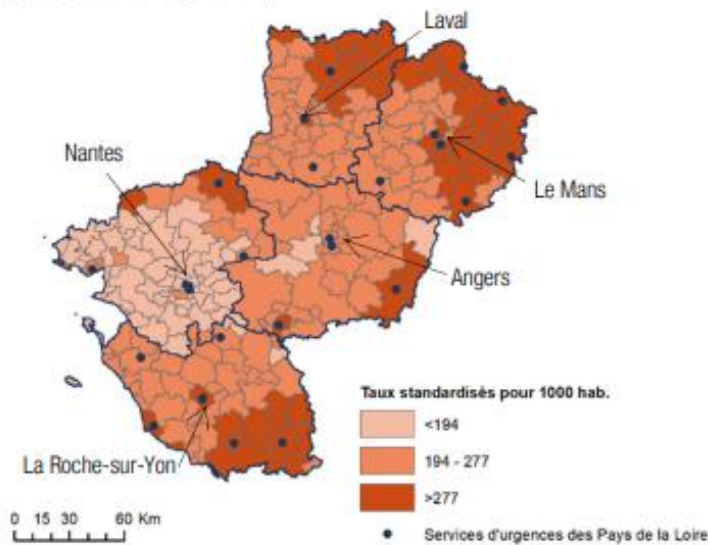 Laval
Nantes
Le Mans
Angers
Taux standardisés pour 1000 hab.
<194
194 - 277
>277
La Roche-sur-Yon
0 15 30 60 Km
Services d'urgences des Pays de la Loire